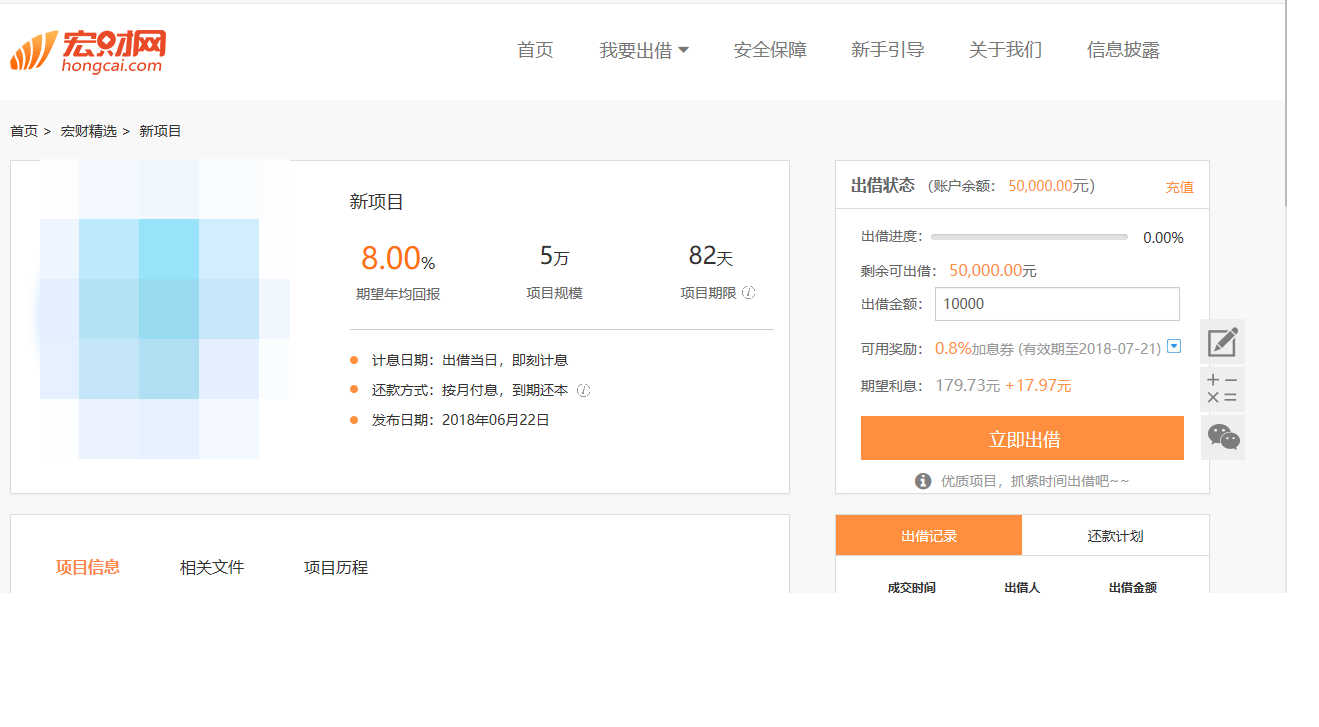 宏财网
hongcai.com
首页 我要出借 安全保障 新手引导 关于我们 信息披露
首页 > 宏财精选 > 新项目
新项目
8.00% 5万 82天
期望年均回报 项目规模 项目期限
计息日期：出借当日，即刻计息
还款方式：按月付息，到期还本
发布日期：2018年06月22日
出借状态 （账户余额： 50,000.00元） 充值
出借进度： 0.00%
剩余可出借： 50,000.00元
出借金额： 10000
可用奖励： 0.8%加息券 (有效期至2018-07-21)
期望利息： 179.73元 +17.97元
立即出借
优质项目，抓紧时间出借吧~~
项目信息 相关文件 项目历程
出借记录 还款计划
成交时间 出借人 出借金额